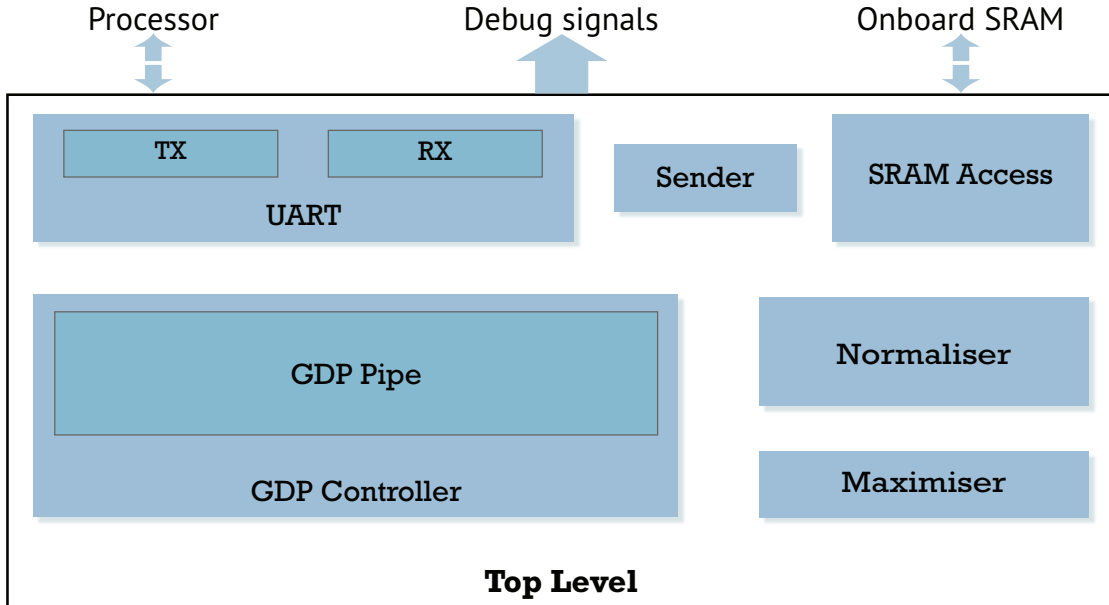 Processor
Debug signals
Onboard SRAM
TX
RX
UART
Sender
SRAM Access
GDP Pipe
GDP Controller
Normaliser
Maximiser
Top Level